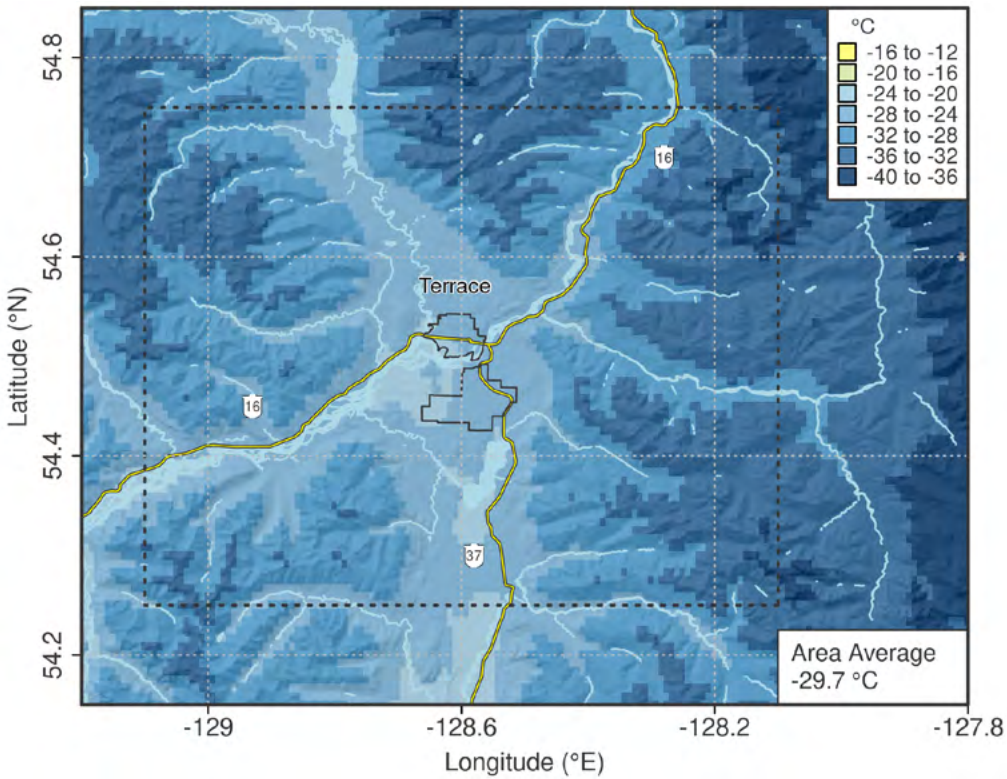 °C
-16 to -12
-20 to -16
-24 to -20
-28 to -24
-32 to -28
-36 to -32
-40 to -36
54.8
54.6
54.4
54.2
Latitude (°N)
16
Terrace
16
37
Area Average
-29.7 °C
-129
-128.6
-128.2
-127.8
Longitude (°E)